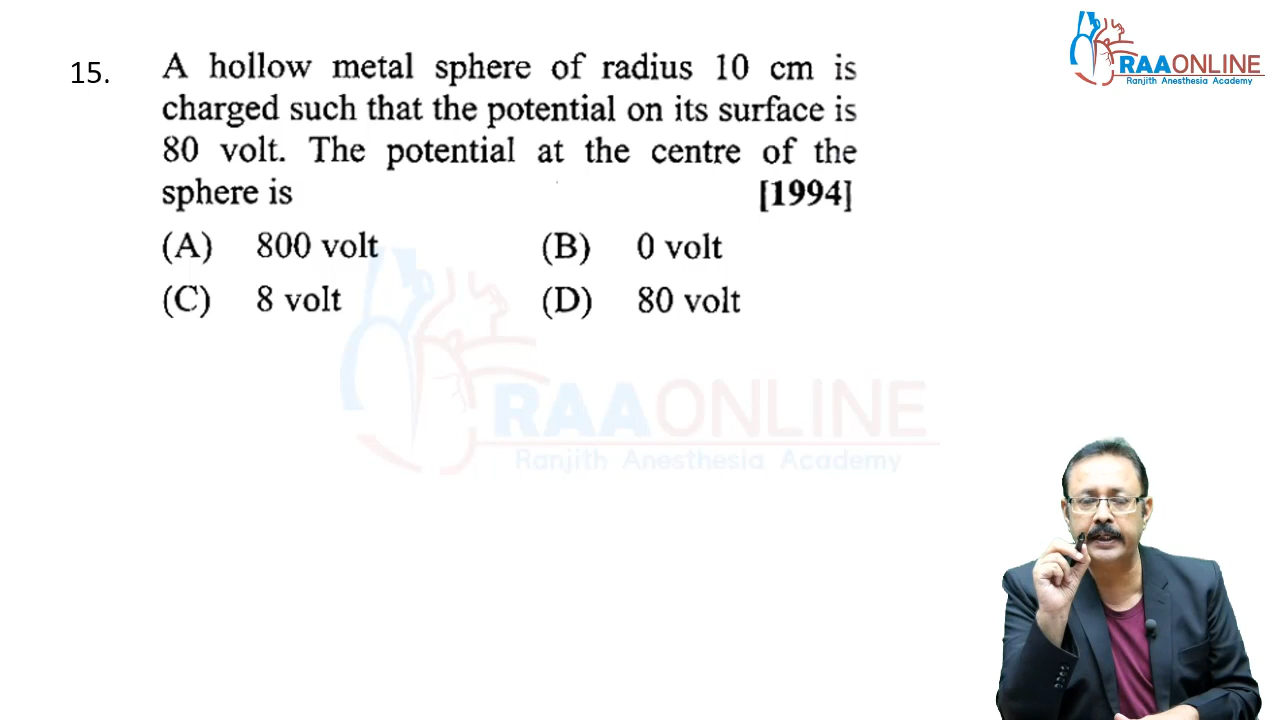 RAAONLINE
Ranjith Anesthesia Academy
15. A hollow metal sphere of radius 10 cm is
charged such that the potential on its surface is
80 volt. The potential at the centre of the
sphere is [1994]
(A) 800 volt (B) 0 volt
(C) 8 volt (D) 80 volt
RAAONLINE
Ranjith Anesthesia Academy